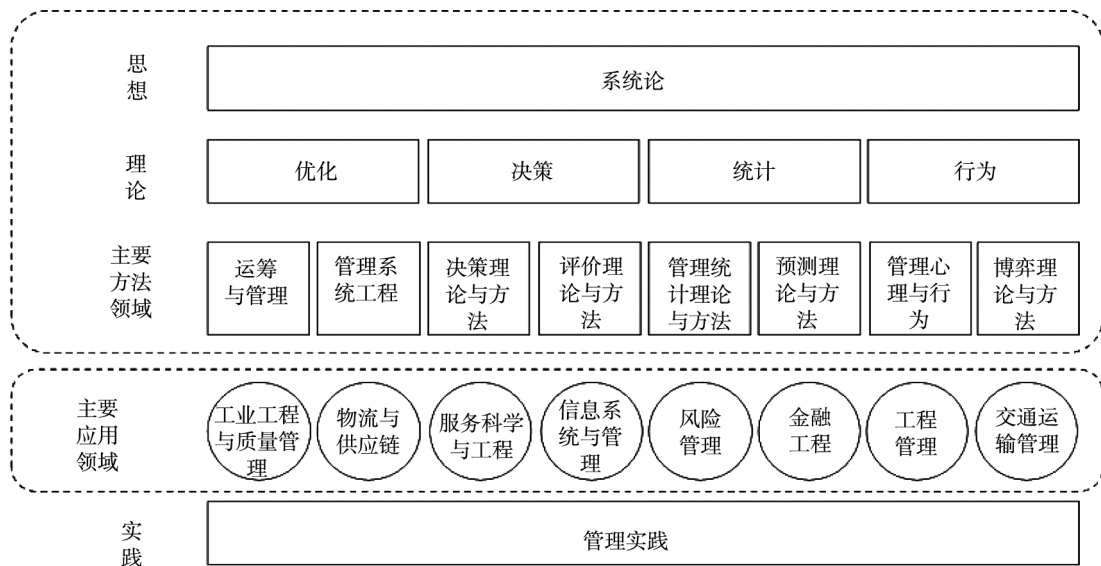 思
想
系统论
理
论
优化
决策
统计
行为
主要
方法
领域
运筹
与管理
管理系
统工程
决策理
论与方
法
评价理
论与方
法
管理统
计理论
与方法
预测理
论与方
法
管理心
理与行
为
博弈理
论与方
法
主要
应用
领域
工业工程
与质量管
理
物流与
供应链
服务科学
与工程
信息系
统与管
理
风险
管理
金融
工程
工程
管理
交通运
输管理
实
践
管理实践